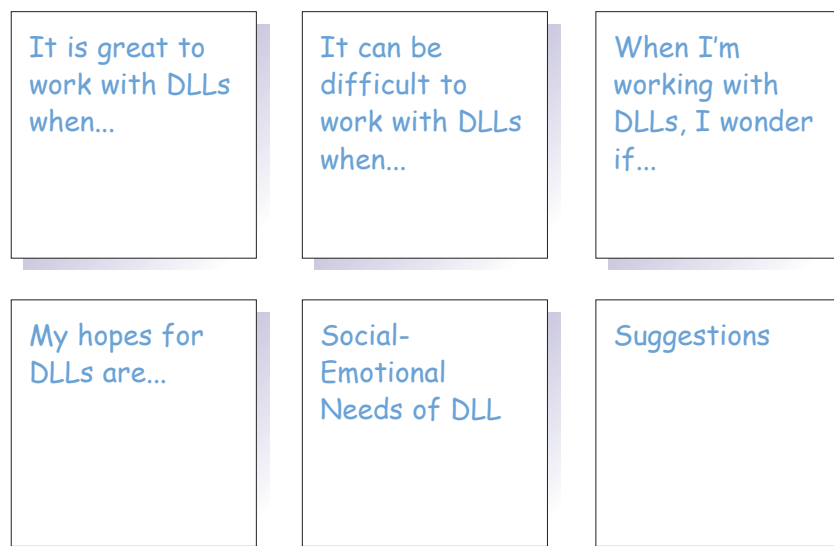 It is great to
work with DLLs
when...
It can be
difficult to
work with DLLs
when...
When I'm
working with
DLLs, I wonder
if...
My hopes for
DLLs are...
Social-
Emotional
Needs of DLL
Suggestions